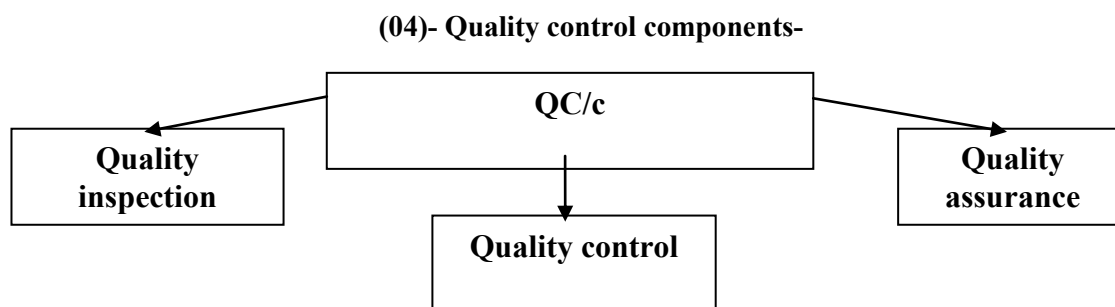 (04)- Quality control components-
QC/c
Quality
inspection
Quality control
Quality
assurance